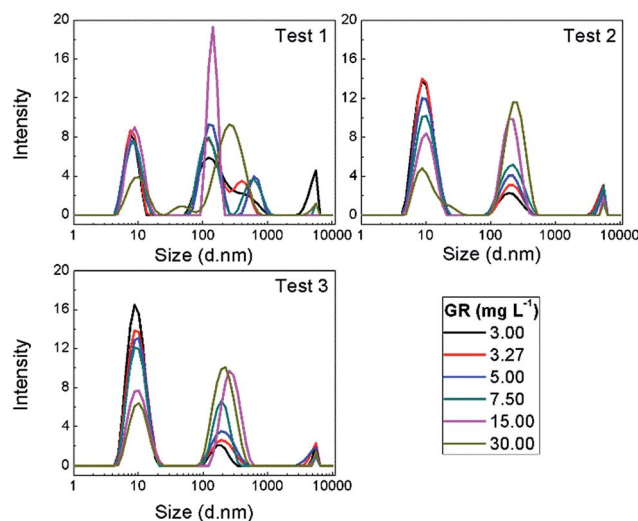 Test 1
20
16
12
8
4
0
Intensity
1 10 100 1000 10000
Size (d.nm)
Test 2
20
16
12
8
4
0
Intensity
1 10 100 1000 10000
Size (d.nm)
Test 3
20
16
12
8
4
0
Intensity
1 10 100 1000 10000
Size (d.nm)
GR (mg L⁻¹)
3.00
3.27
5.00
7.50
15.00
30.00